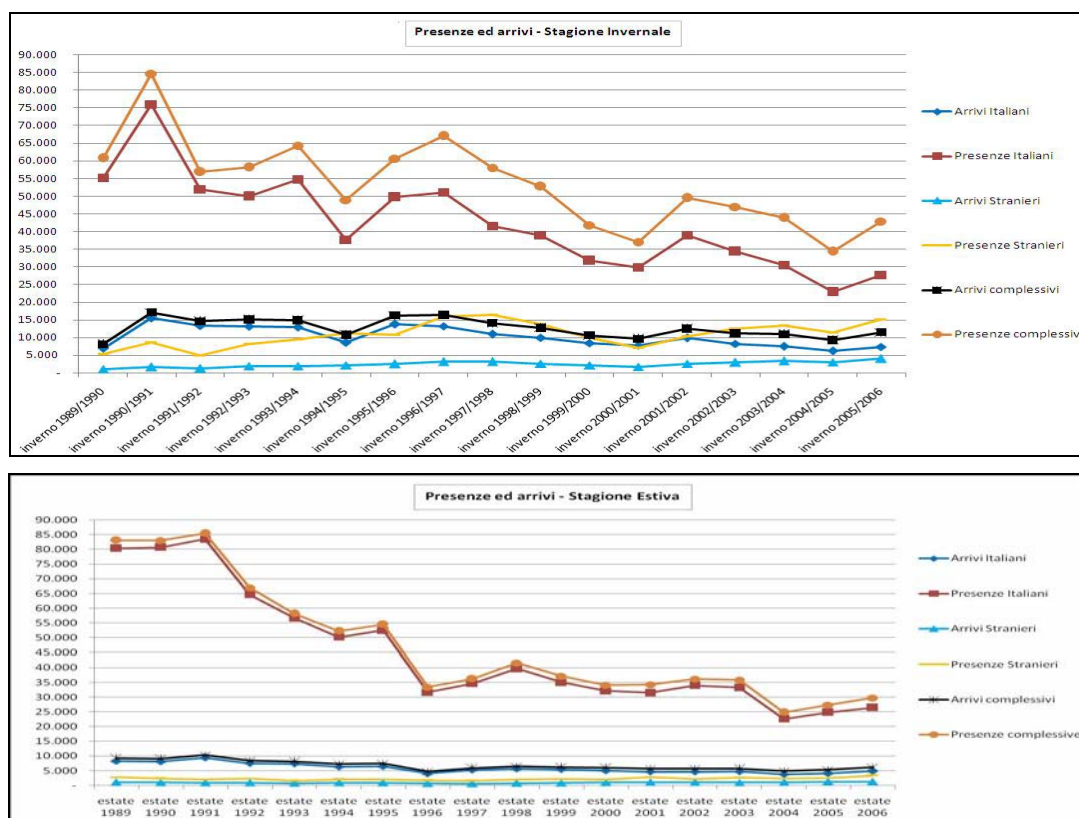 Presenze ed arrivi - Stagione Invernale
90.000
85.000
80.000
75.000
70.000
65.000
60.000
55.000
50.000
45.000
40.000
35.000
30.000
25.000
20.000
15.000
10.000
5.000
-
inverno 1989/1990
inverno 1990/1991
inverno 1991/1992
inverno 1992/1993
inverno 1993/1994
inverno 1994/1995
inverno 1995/1996
inverno 1996/1997
inverno 1997/1998
inverno 1998/1999
inverno 1999/2000
inverno 2000/2001
inverno 2001/2002
inverno 2002/2003
inverno 2003/2004
inverno 2004/2005
inverno 2005/2006
Arrivi Italiani
Presenze Italiani
Arrivi Stranieri
Presenze Stranieri
Arrivi complessivi
Presenze complessivi
Presenze ed arrivi - Stagione Estiva
90.000
85.000
80.000
75.000
70.000
65.000
60.000
55.000
50.000
45.000
40.000
35.000
30.000
25.000
20.000
15.000
10.000
5.000
-
estate 1989
estate 1990
estate 1991
estate 1992
estate 1993
estate 1994
estate 1995
estate 1996
estate 1997
estate 1998
estate 1999
estate 2000
estate 2001
estate 2002
estate 2003
estate 2004
estate 2005
estate 2006
Arrivi Italiani
Presenze Italiani
Arrivi Stranieri
Presenze Stranieri
Arrivi complessivi
Presenze complessive